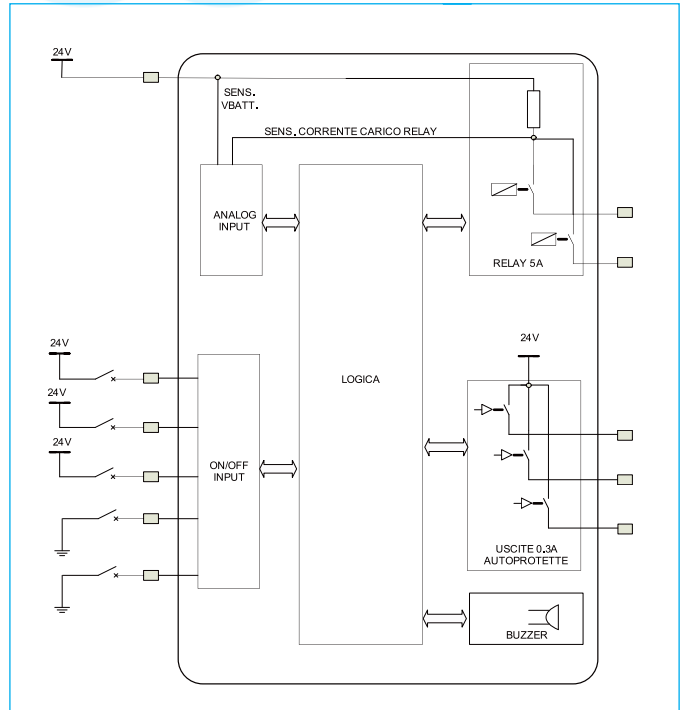 24V
SENS.
VBATT.
SENS. CORRENTE CARICO RELAY
ANALOG
INPUT
RELAY 5A
24V
24V
24V
24V
LOGICA
ON/OFF
INPUT
USCITE 0.3A
AUTOPROTETTE
BUZZER